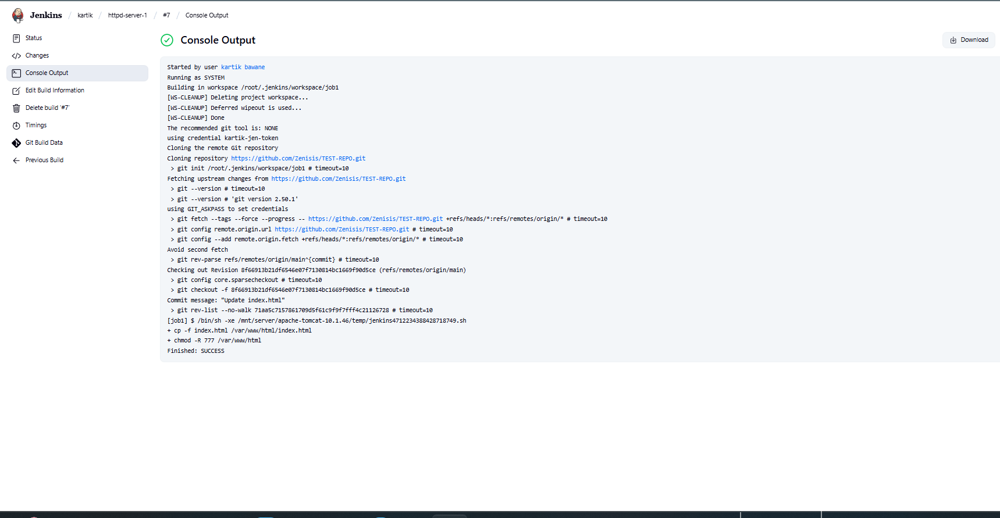 Jenkins / kartik / httpd-server-1 / #7 / Console Output
Status
Changes
Console Output
Edit Build Information
Delete build '#7'
Timings
Git Build Data
Previous Build
Console Output
Download
Started by user kartik bawane
Running as SYSTEM
Building in workspace /root/.jenkins/workspace/job1
[WS-CLEANUP] Deleting project workspace...
[WS-CLEANUP] Deferred wipeout is used...
[WS-CLEANUP] Done
The recommended git tool is: NONE
using credential kartik-jen-token
Cloning the remote Git repository
Cloning repository https://github.com/Zenisis/TEST-REPO.git
> git init /root/.jenkins/workspace/job1 # timeout=10
Fetching upstream changes from https://github.com/Zenisis/TEST-REPO.git
> git --version # timeout=10
> git --version # 'git version 2.50.1'
using GIT_ASKPASS to set credentials
> git fetch --tags --force --progress -- https://github.com/Zenisis/TEST-REPO.git +refs/heads/*:refs/remotes/origin/* # timeout=10
> git config remote.origin.url https://github.com/Zenisis/TEST-REPO.git # timeout=10
> git config --add remote.origin.fetch +refs/heads/*:refs/remotes/origin/* # timeout=10
Avoid second fetch
> git rev-parse refs/remotes/origin/main^{commit} # timeout=10
Checking out Revision 8f66913b21df6546e07f7130814bc1669f90d5ce (refs/remotes/origin/main)
> git config core.sparsecheckout # timeout=10
> git checkout -f 8f66913b21df6546e07f7130814bc1669f90d5ce # timeout=10
Commit message: "Update index.html"
> git rev-list --no-walk 71aa5c7157861709d5f61c9f9f7fff4c21126728 # timeout=10
[job1] $ /bin/sh -xe /mnt/server/apache-tomcat-10.1.46/temp/jenkins4712234388428718749.sh
+ cp -f index.html /var/www/html/index.html
+ chmod -R 777 /var/www/html
Finished: SUCCESS